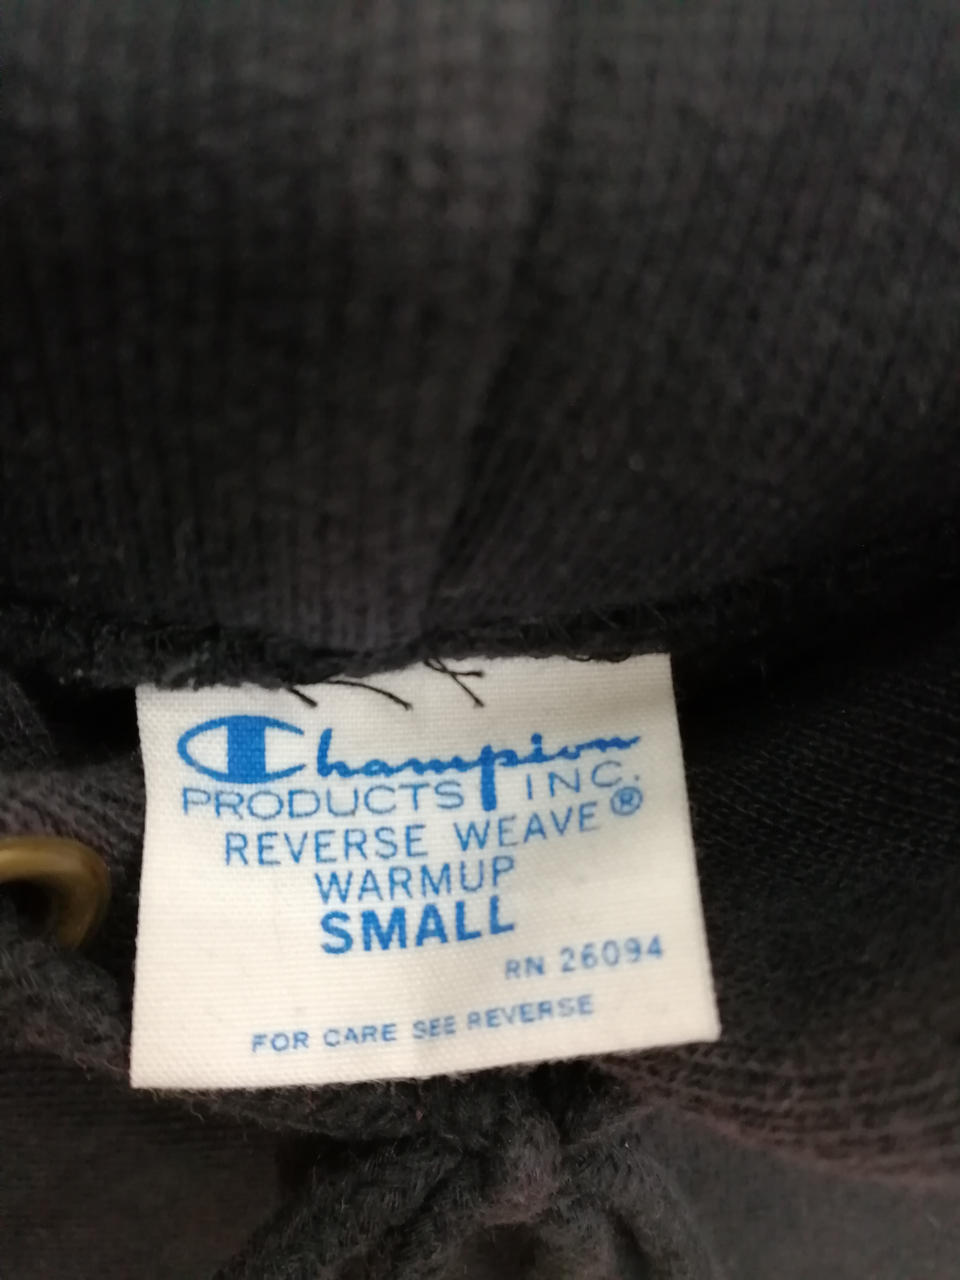 Champion
PRODUCTS INC.
REVERSE WEAVE®
WARMUP
SMALL
RN 26094
FOR CARE SEE REVERSE